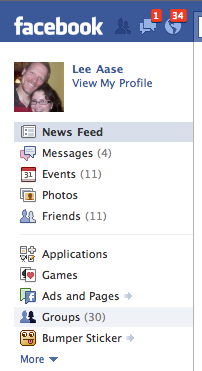 facebook 1 34
Lee Aase
View My Profile
News Feed
Messages (4)
31 Events (11)
Photos
Friends (11)
Applications
Games
Ads and Pages
Groups (30)
Bumper Sticker
More